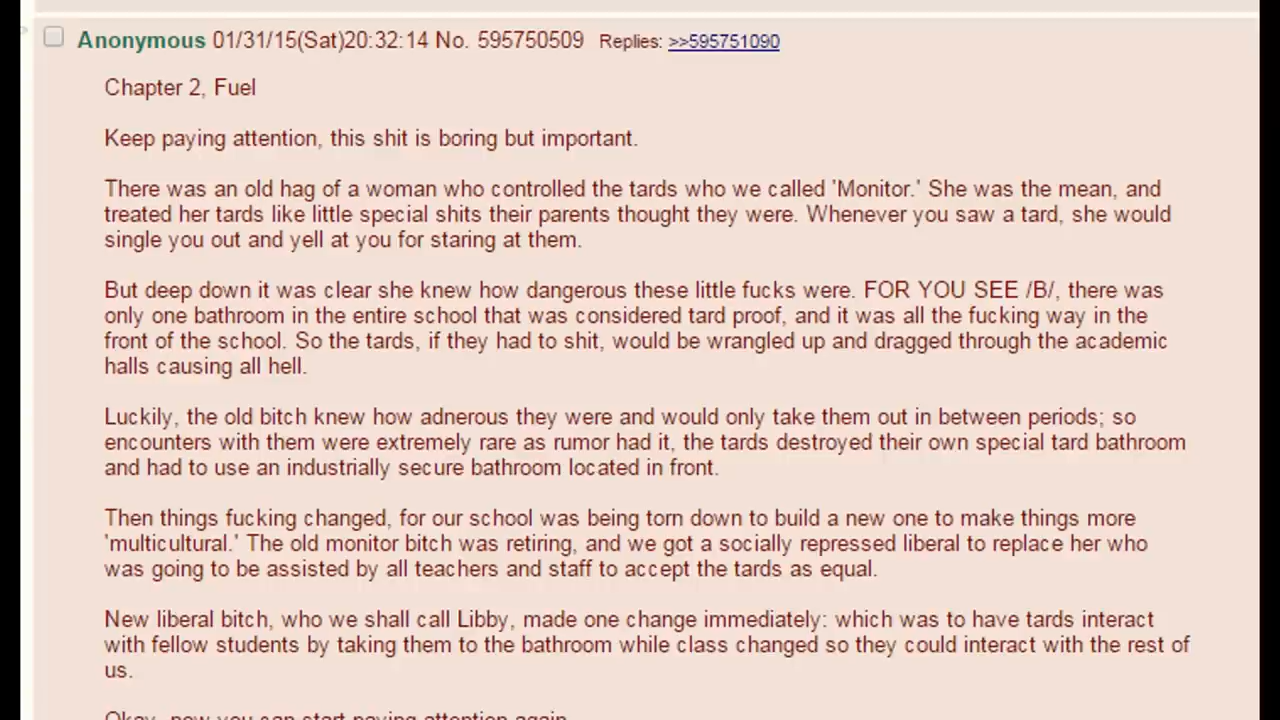 Anonymous 01/31/15(Sat)20:32:14 No. 595750509 Replies: >>595751090
Chapter 2, Fuel
Keep paying attention, this shit is boring but important.
There was an old hag of a woman who controlled the tards who we called 'Monitor.' She was the mean, and
treated her tards like little special shits their parents thought they were. Whenever you saw a tard, she would
single you out and yell at you for staring at them.
But deep down it was clear she knew how dangerous these little fucks were. FOR YOU SEE /B/, there was
only one bathroom in the entire school that was considered tard proof, and it was all the fucking way in the
front of the school. So the tards, if they had to shit, would be wrangled up and dragged through the academic
halls causing all hell.
Luckily, the old bitch knew how adnerous they were and would only take them out in between periods; so
encounters with them were extremely rare as rumor had it, the tards destroyed their own special tard bathroom
and had to use an industrially secure bathroom located in front.
Then things fucking changed, for our school was being torn down to build a new one to make things more
'multicultural.' The old monitor bitch was retiring, and we got a socially repressed liberal to replace her who
was going to be assisted by all teachers and staff to accept the tards as equal.
New liberal bitch, who we shall call Libby, made one change immediately: which was to have tards interact
with fellow students by taking them to the bathroom while class changed so they could interact with the rest of
us.
Okay, now you can start paying attention again